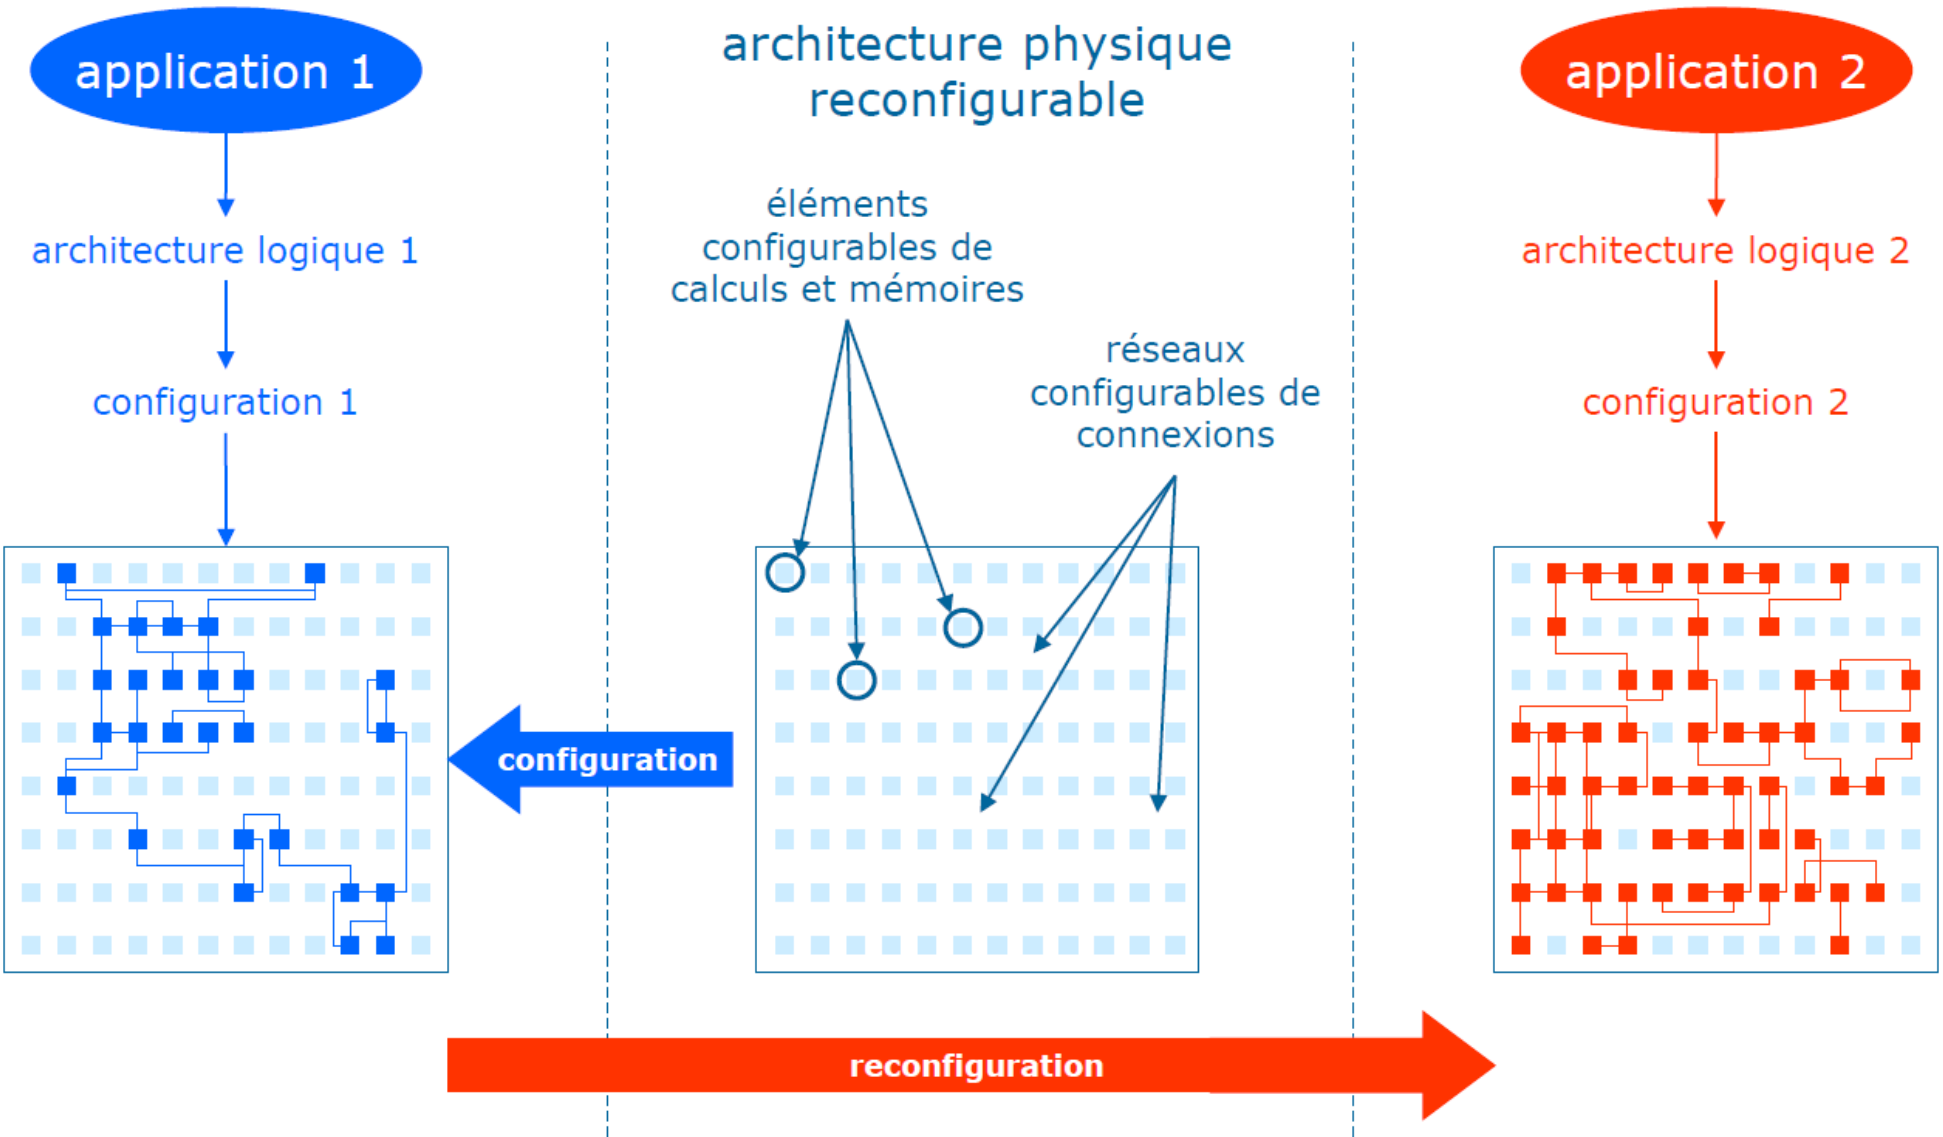 application 1
architecture logique 1
configuration 1
architecture physique
reconfigurable
éléments
configurables de
calculs et mémoires
réseaux
configurables de
connexions
application 2
architecture logique 2
configuration 2
configuration
reconfiguration